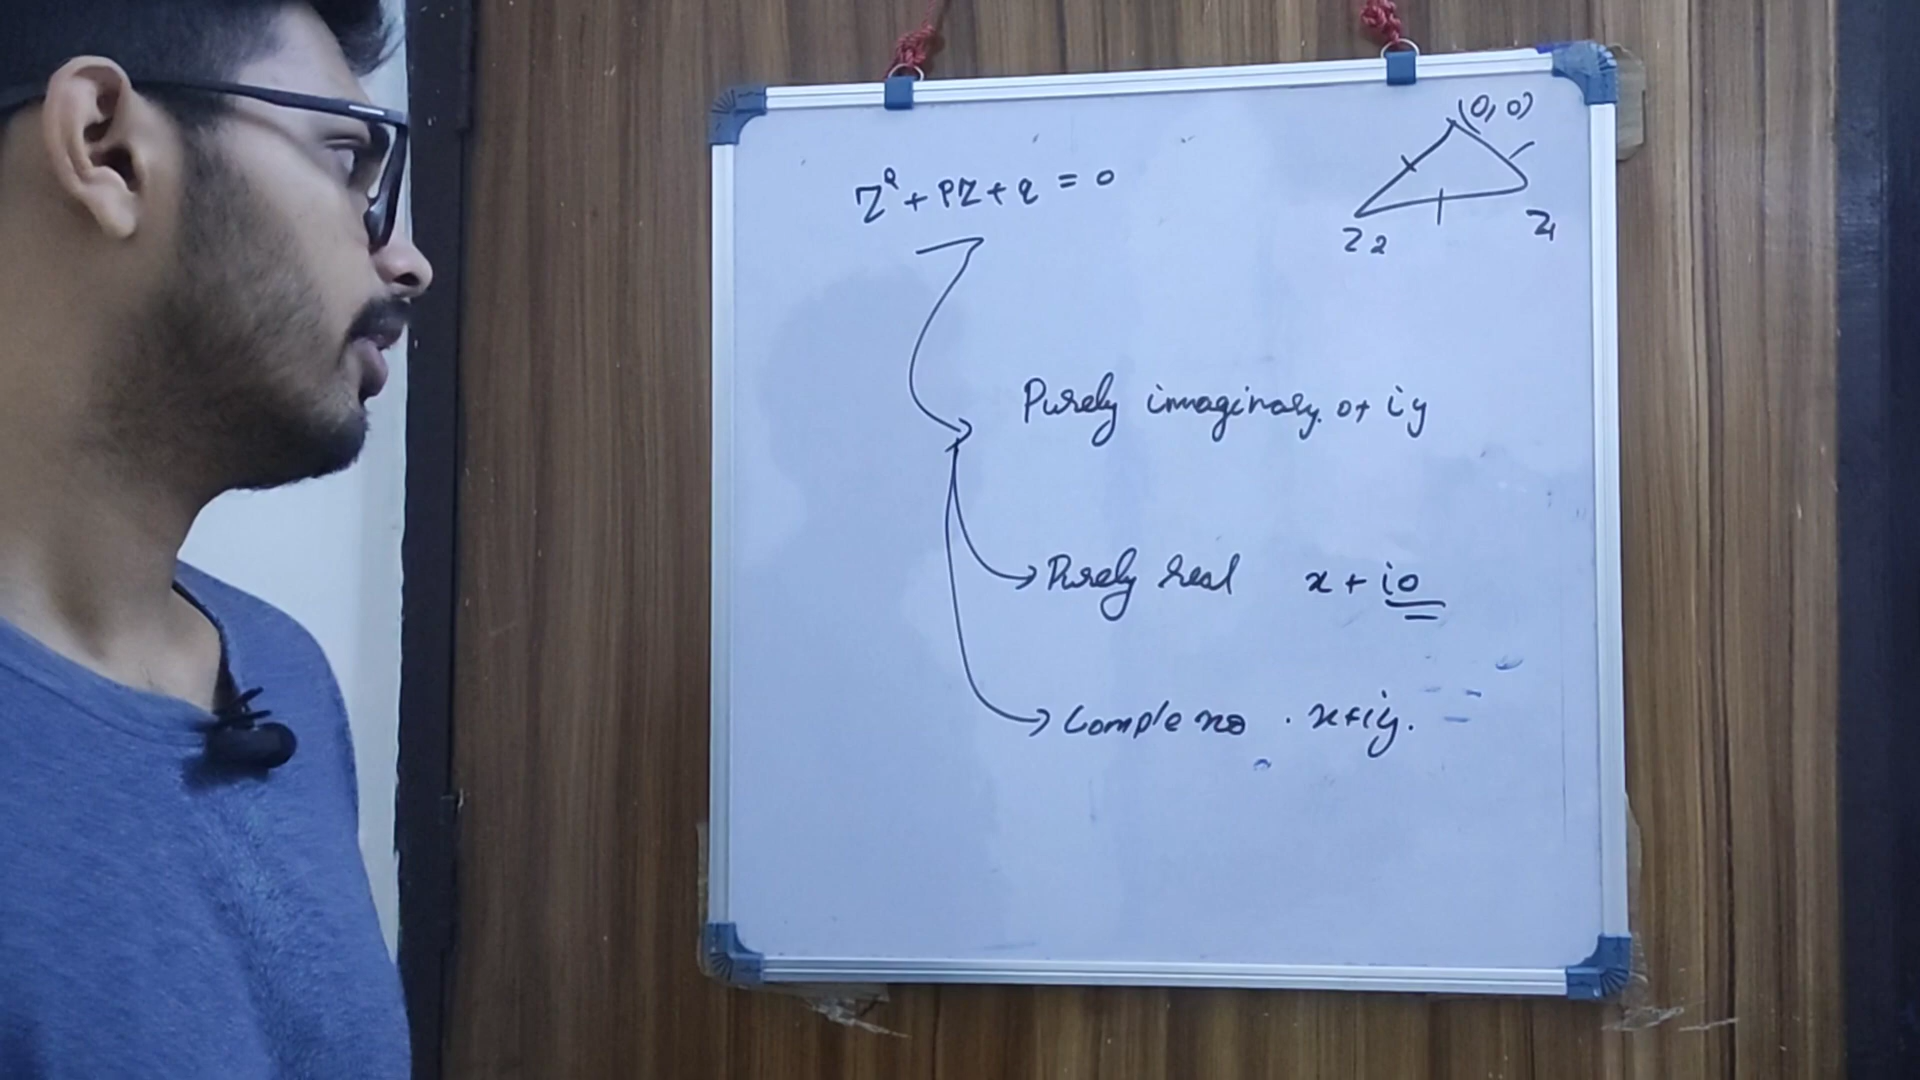 (0, 0)
Z² + PZ + q = 0
Z2 Z1
Purely imaginary. 0+ iy
Purely real x + i0
Comple no . x+iy.